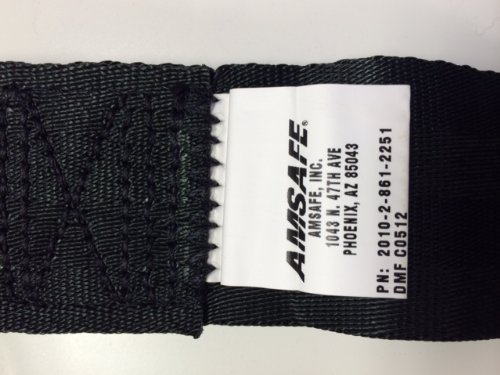 AMSAFE®
AMSAFE, INC.
1043 N. 47TH AVE
PHOENIX, AZ 85043
PN: 2010-2-861-2251
DMF C0512